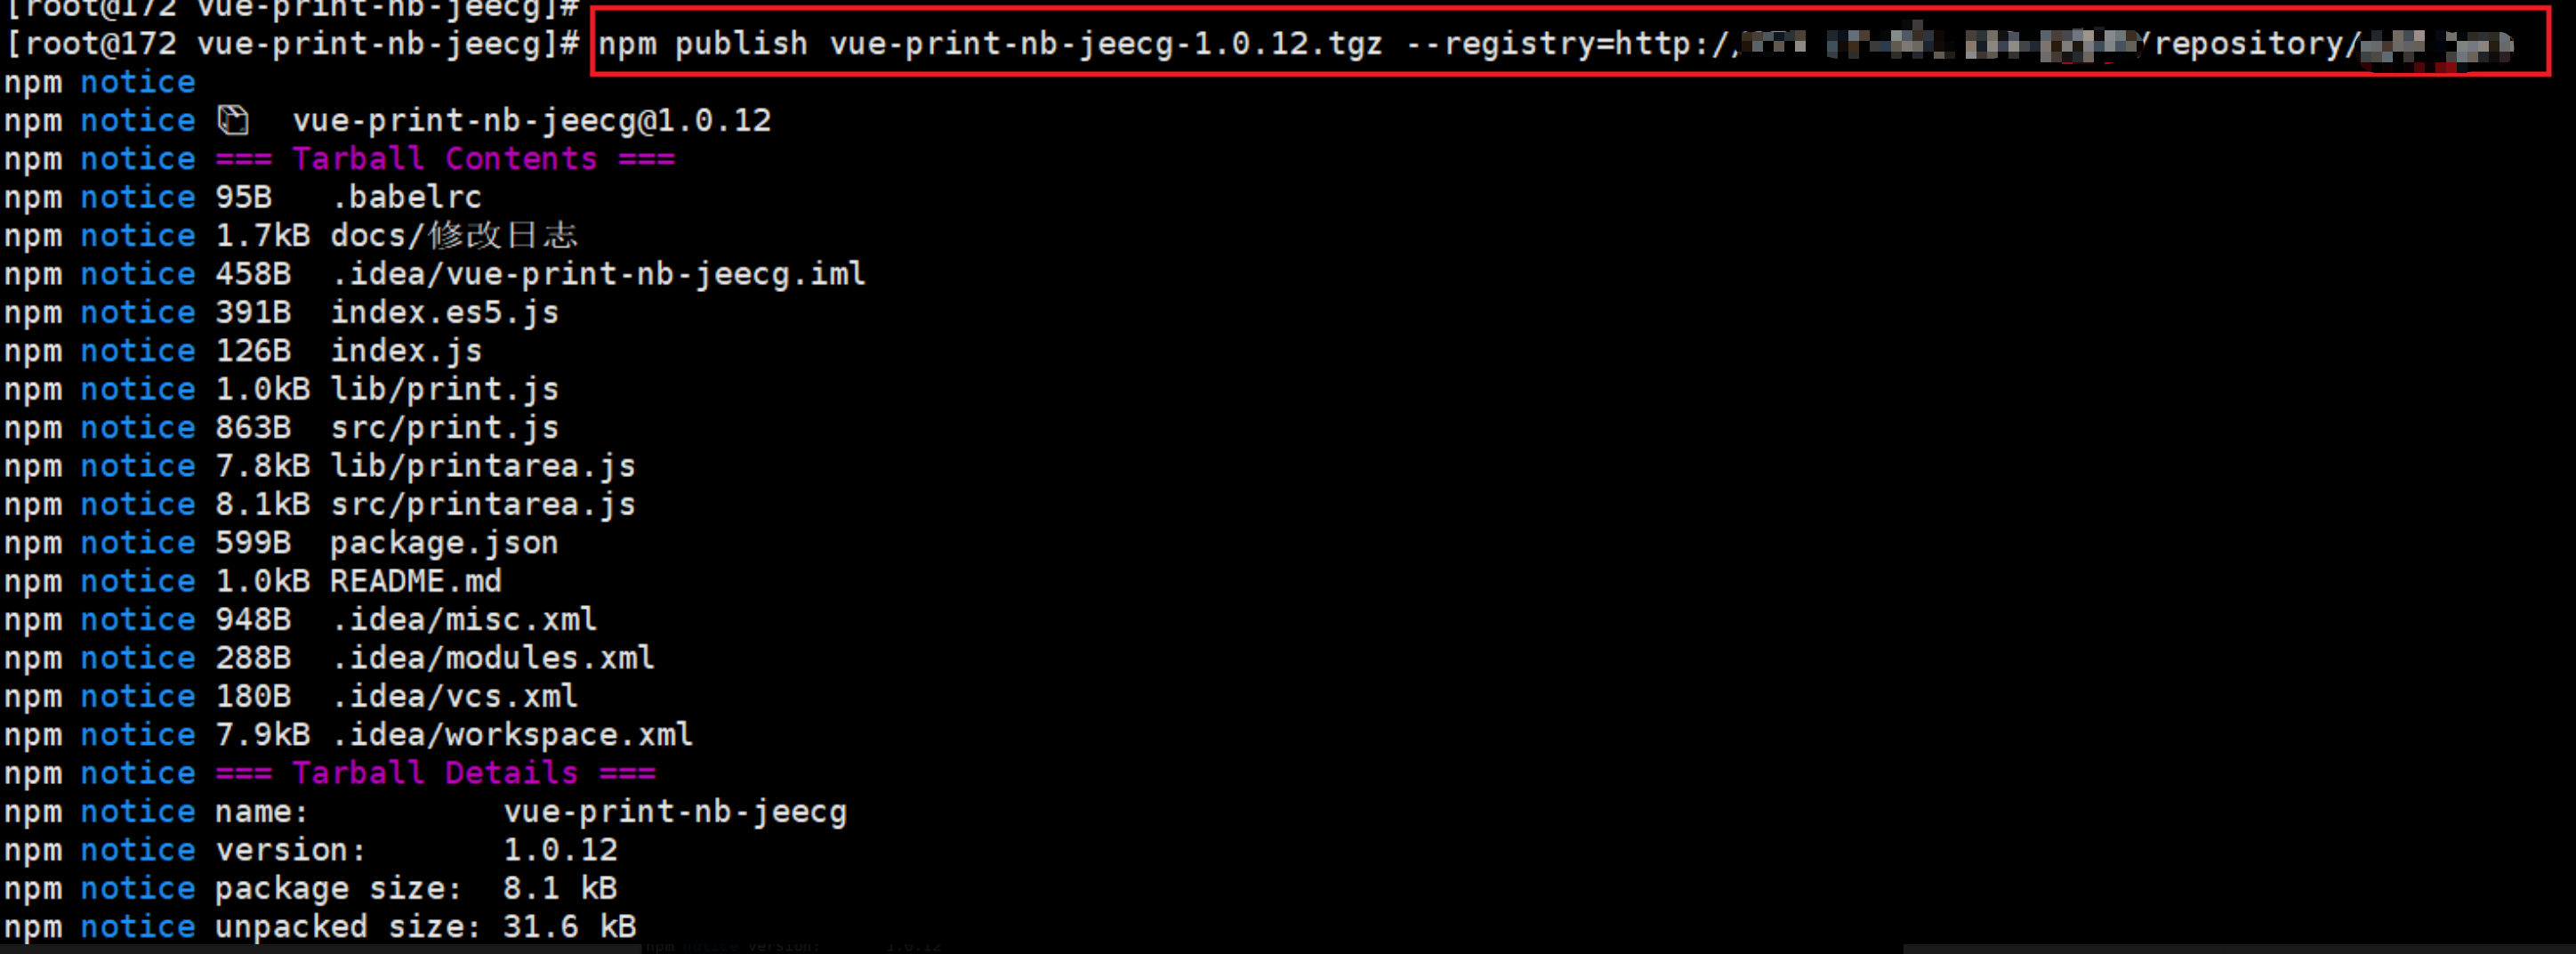 [root@172 vue-print-nb-jeecg]#
[root@172 vue-print-nb-jeecg]# npm publish vue-print-nb-jeecg-1.0.12.tgz --registry=http:// /repository/
npm notice
npm notice 📦 vue-print-nb-jeecg@1.0.12
npm notice === Tarball Contents ===
npm notice 95B .babelrc
npm notice 1.7kB docs/修改日志
npm notice 458B .idea/vue-print-nb-jeecg.iml
npm notice 391B index.es5.js
npm notice 126B index.js
npm notice 1.0kB lib/print.js
npm notice 863B src/print.js
npm notice 7.8kB lib/printarea.js
npm notice 8.1kB src/printarea.js
npm notice 599B package.json
npm notice 1.0kB README.md
npm notice 948B .idea/misc.xml
npm notice 288B .idea/modules.xml
npm notice 180B .idea/vcs.xml
npm notice 7.9kB .idea/workspace.xml
npm notice === Tarball Details ===
npm notice name: vue-print-nb-jeecg
npm notice version: 1.0.12
npm notice package size: 8.1 kB
npm notice unpacked size: 31.6 kB
npm notice version: 1.0.12